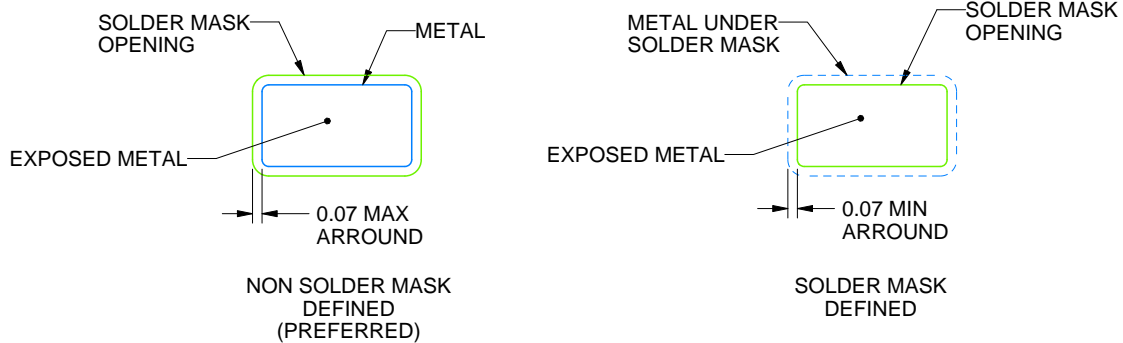 SOLDER MASK
OPENING
METAL
EXPOSED METAL
0.07 MAX
ARROUND
NON SOLDER MASK
DEFINED
(PREFERRED)
METAL UNDER
SOLDER MASK
SOLDER MASK
OPENING
EXPOSED METAL
0.07 MIN
ARROUND
SOLDER MASK
DEFINED